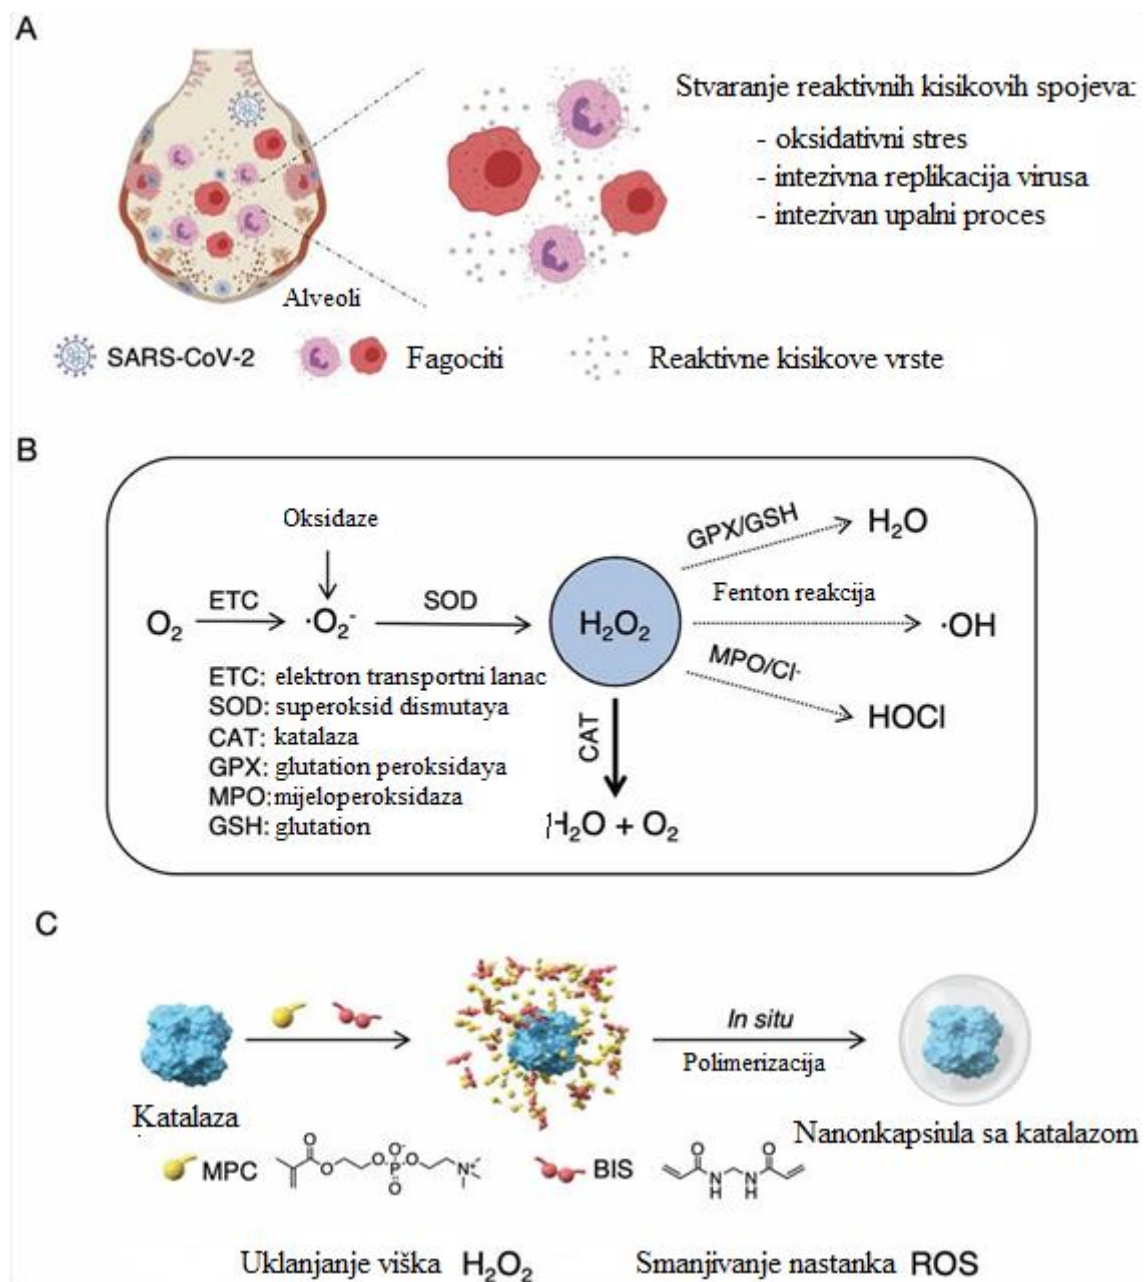 A
Stvaranje reaktivnih kisikovih spojeva:
- oksidativni stres
- intezivna replikacija virusa
- intezivan upalni proces
Alveoli
SARS-CoV-2 Fagociti Reaktivne kisikove vrste
B
Oksidaze
O₂ ETC ·O₂⁻ SOD H₂O₂
GPX/GSH H₂O
Fenton reakcija ·OH
MPO/Cl⁻ HOCl
CAT
H₂O + O₂
ETC: elektron transportni lanac
SOD: superoksid dismutaya
CAT: katalaza
GPX: glutation peroksidaya
MPO: mijeloperoksidaza
GSH: glutation
C
In situ
Polimerizacija
Katalaza
Nanonkapsiula sa katalazom
MPC
O O O⁻ O P O O N⁺
BIS
O O N H N H
Uklanjanje viška H₂O₂ Smanjivanje nastanka ROS